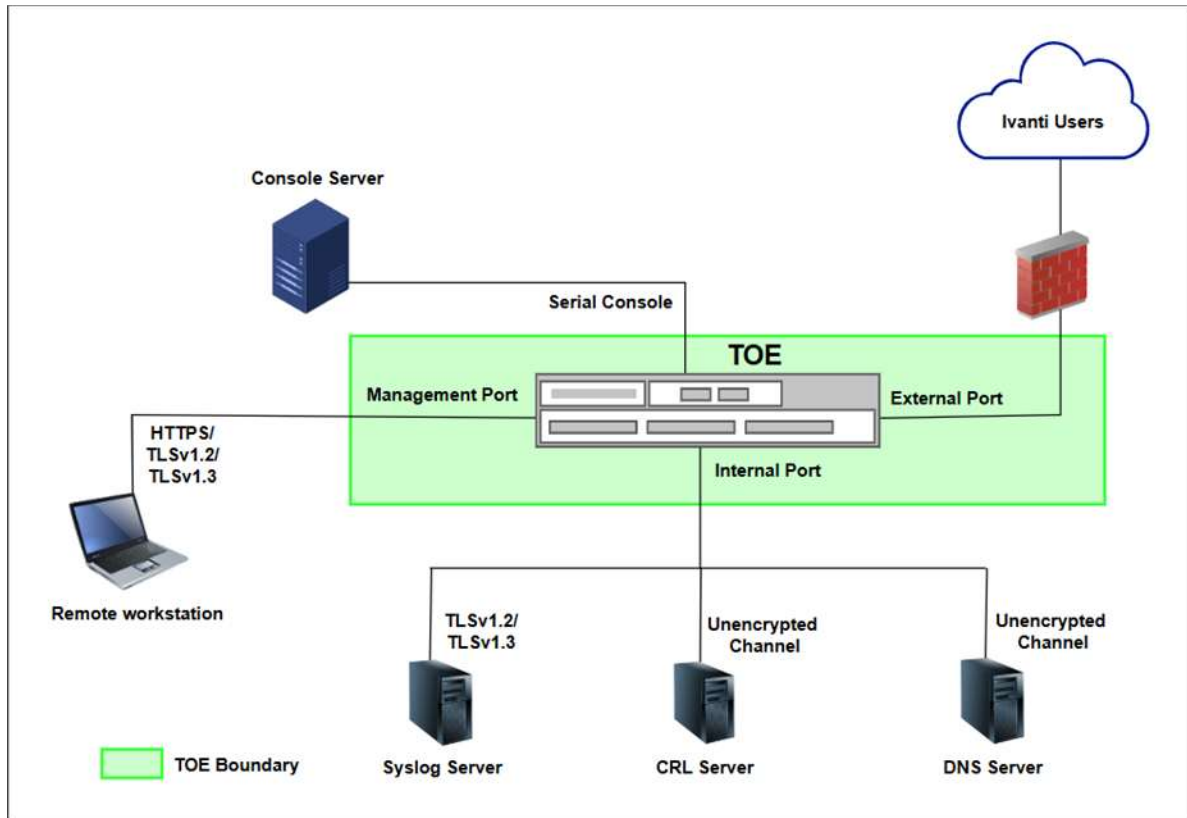 Ivanti Users
Console Server
Serial Console
TOE
Management Port
External Port
HTTPS/
TLSv1.2/
TLSv1.3
Internal Port
Remote workstation
TLSv1.2/
TLSv1.3
Unencrypted
Channel
Unencrypted
Channel
TOE Boundary
Syslog Server
CRL Server
DNS Server